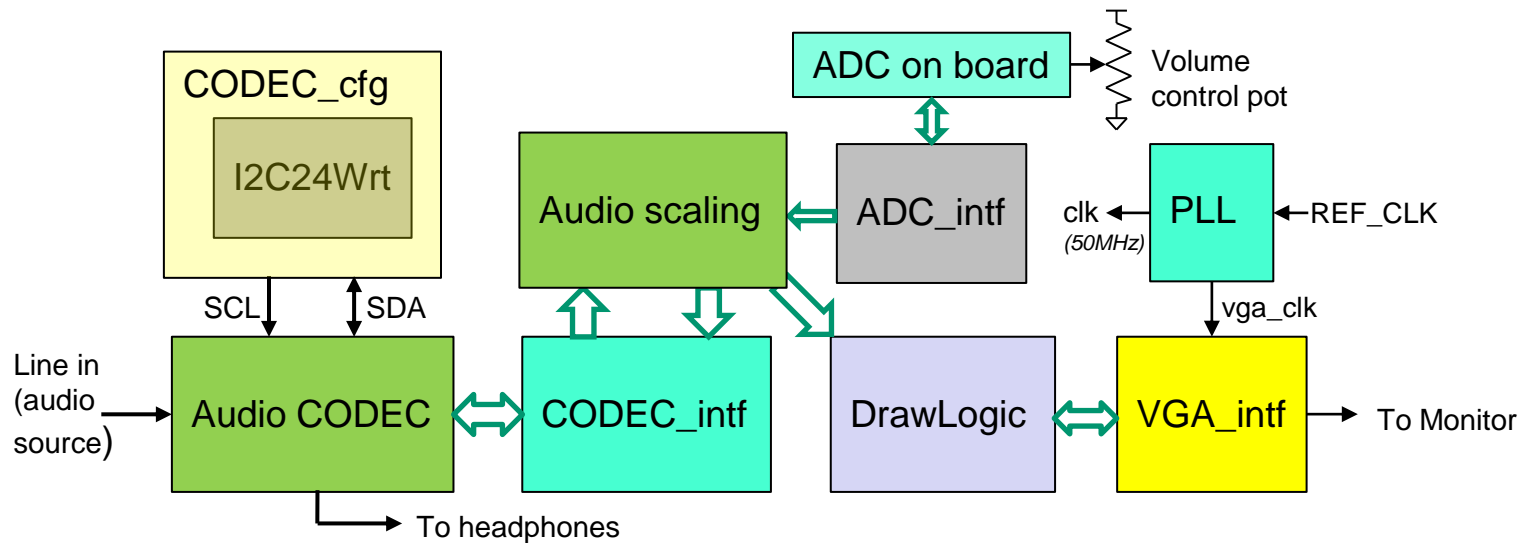 CODEC_cfg
I2C24Wrt
SCL
SDA
Line in
(audio
source)
Audio CODEC
To headphones
CODEC_intf
Audio scaling
ADC on board
Volume
control pot
ADC_intf
clk
(50MHz)
PLL
REF_CLK
vga_clk
DrawLogic
VGA_intf
To Monitor